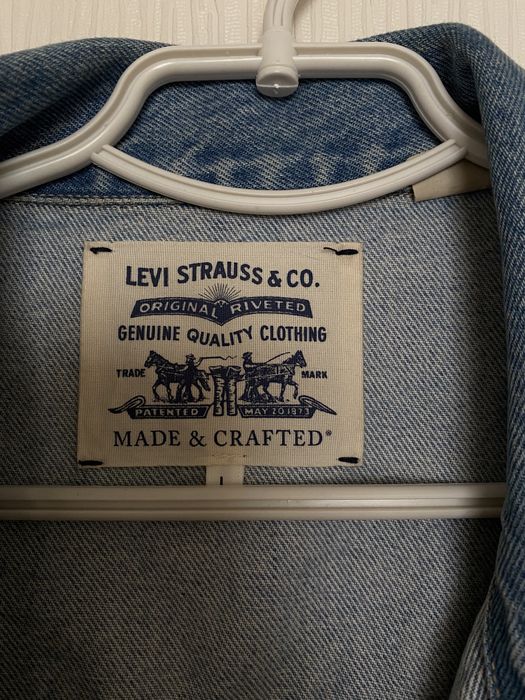 LEVI STRAUSS & CO.
ORIGINAL RIVETED
GENUINE QUALITY CLOTHING
TRADE MARK
PATENTED MAY 20 1873
MADE & CRAFTED®
L